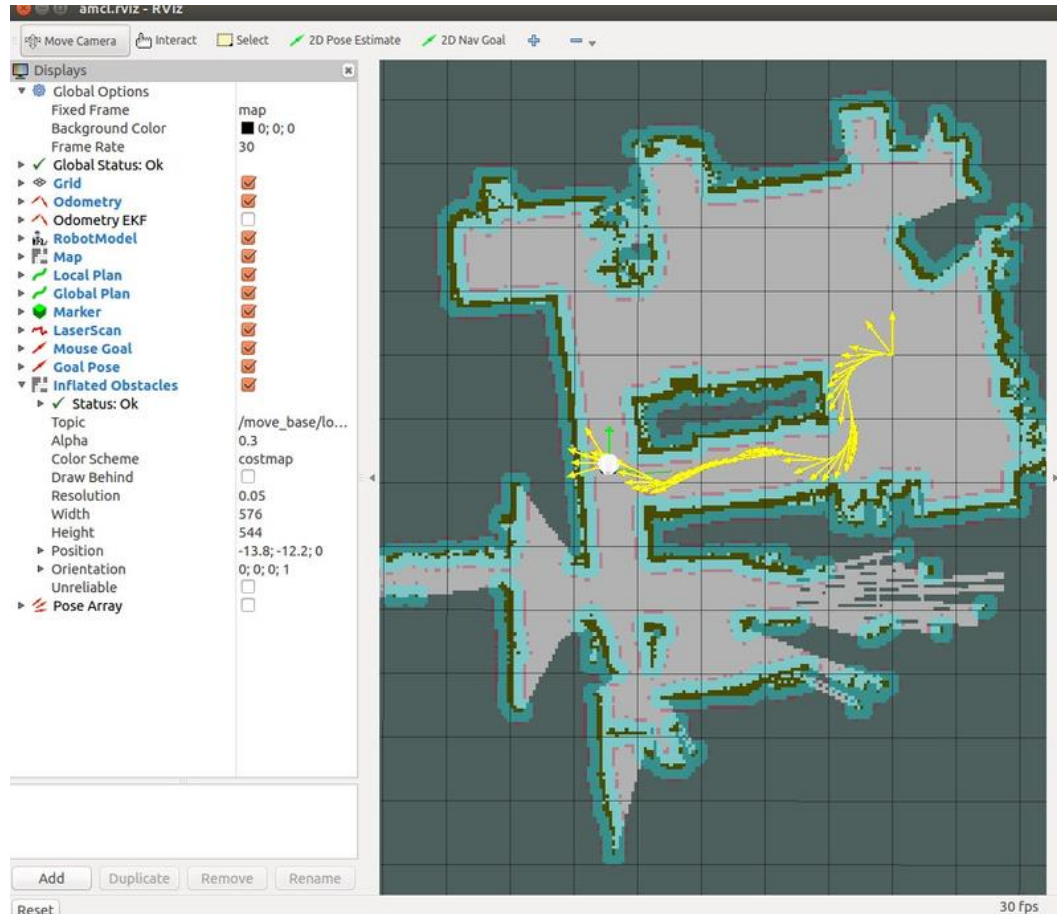 amcl.rviz - RViz
Move Camera Interact Select 2D Pose Estimate 2D Nav Goal
Displays
Global Options
Fixed Frame map
Background Color 0; 0; 0
Frame Rate 30
Global Status: Ok
Grid
Odometry
Odometry EKF
RobotModel
Map
Local Plan
Global Plan
Marker
LaserScan
Mouse Goal
Goal Pose
Inflated Obstacles
Status: Ok
Topic /move_base/lo...
Alpha 0.3
Color Scheme costmap
Draw Behind
Resolution 0.05
Width 576
Height 544
Position -13.8; -12.2; 0
Orientation 0; 0; 0; 1
Unreliable
Pose Array
Add Duplicate Remove Rename
Reset 30 fps